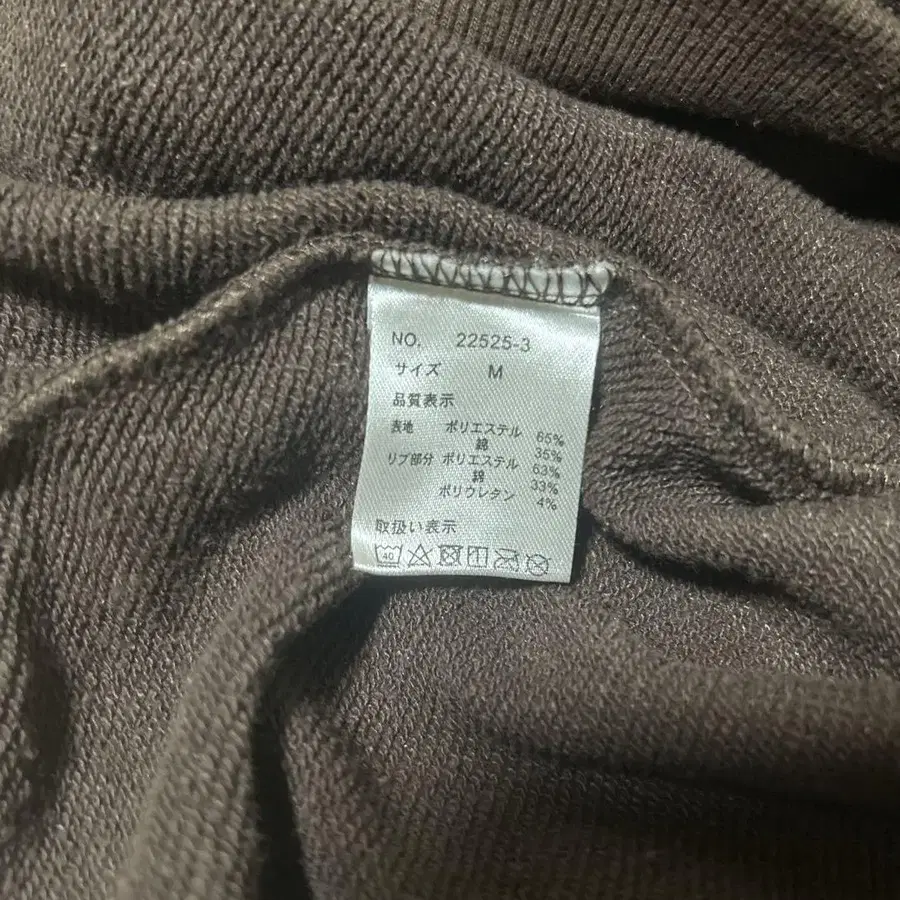 NO. 22525-3
サイズ M
品質表示
表地 ポリエステル 65%
綿 35%
リブ部分 ポリエステル 63%
綿 33%
ポリウレタン 4%
取扱い表示
40